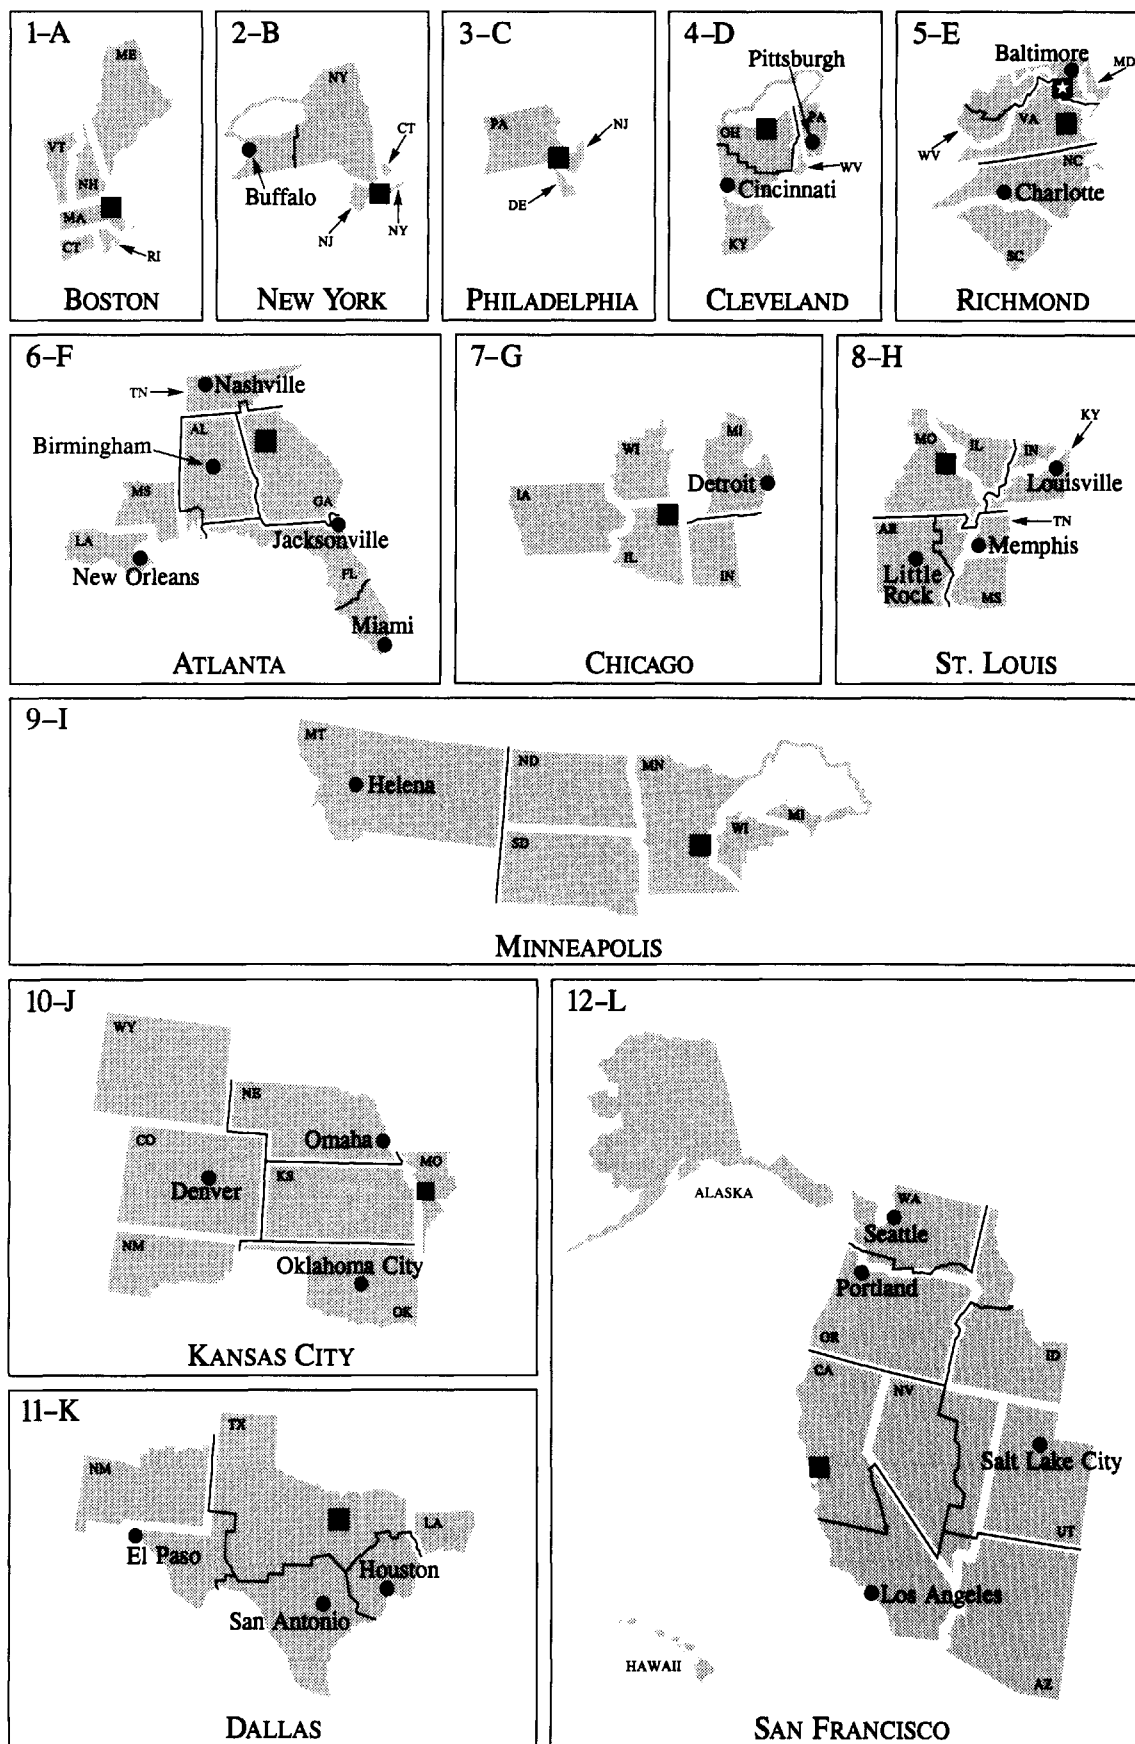 1–A
ME
VT
NH
MA
CT
RI
BOSTON
2–B
NY
CT
Buffalo
NJ
NY
NEW YORK
3–C
PA
NJ
DE
PHILADELPHIA
4–D
Pittsburgh
PA
OH
WV
Cincinnati
KY
CLEVELAND
5–E
Baltimore
MD
VA
WV
NC
Charlotte
SC
RICHMOND
6–F
TN
Nashville
AL
Birmingham
MS
GA
LA
Jacksonville
New Orleans
FL
Miami
ATLANTA
7–G
WI
MI
IA
Detroit
IL
IN
CHICAGO
8–H
KY
MO
IL
IN
Louisville
AR
TN
Memphis
Little
Rock
MS
ST. LOUIS
9–I
MT
ND
MN
Helena
MI
WI
SD
MINNEAPOLIS
10–J
WY
NE
CO
Omaha
MO
KS
Denver
NM
Oklahoma City
OK
KANSAS CITY
11–K
TX
NM
LA
El Paso
Houston
San Antonio
DALLAS
12–L
ALASKA
WA
Seattle
Portland
OR
ID
CA
NV
Salt Lake City
UT
Los Angeles
HAWAII
AZ
SAN FRANCISCO